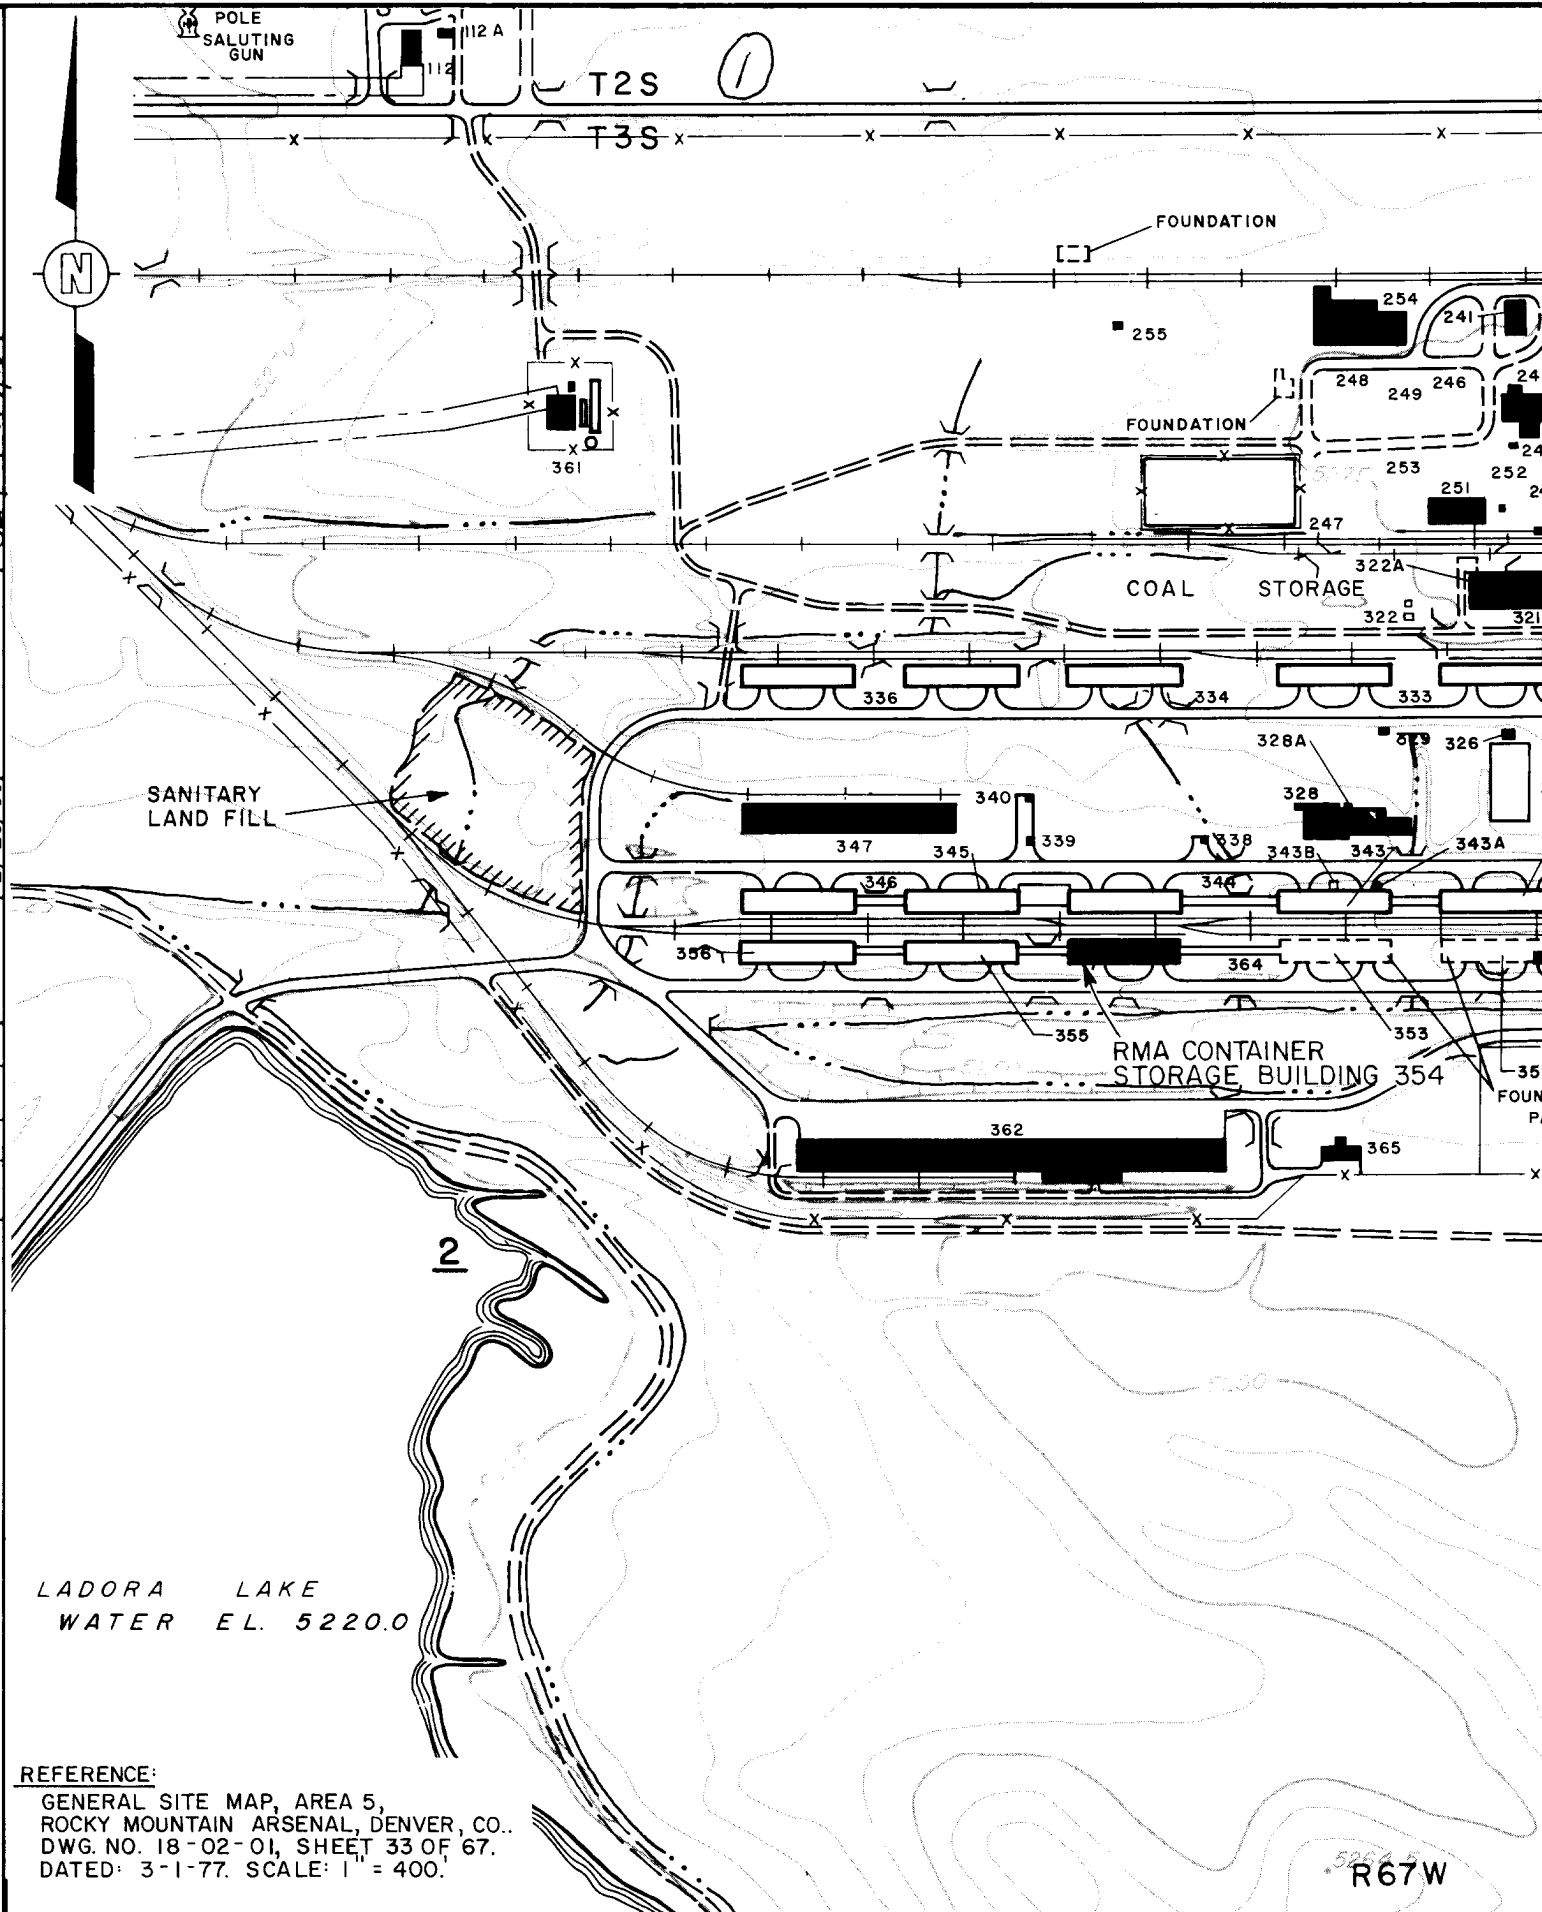 POLE
SALUTING
GUN
112 A
112
T2S
1
T3S
N
FOUNDATION
254
241
255
248
249
246
FOUNDATION
361
253
252
251
247
322A
COAL STORAGE
322
321
336
334
333
328A
326
SANITARY
LAND FILL
340
328
339
338
347
345
343B
343
343A
346
344
356
364
355
353
RMA CONTAINER
STORAGE BUILDING 354
362
365
2
5250
LADORA LAKE
WATER EL. 5220.0
REFERENCE:
GENERAL SITE MAP, AREA 5,
ROCKY MOUNTAIN ARSENAL, DENVER, CO..
DWG. NO. 18-02-01, SHEET 33 OF 67.
DATED: 3-1-77. SCALE: 1" = 400'.
R67W